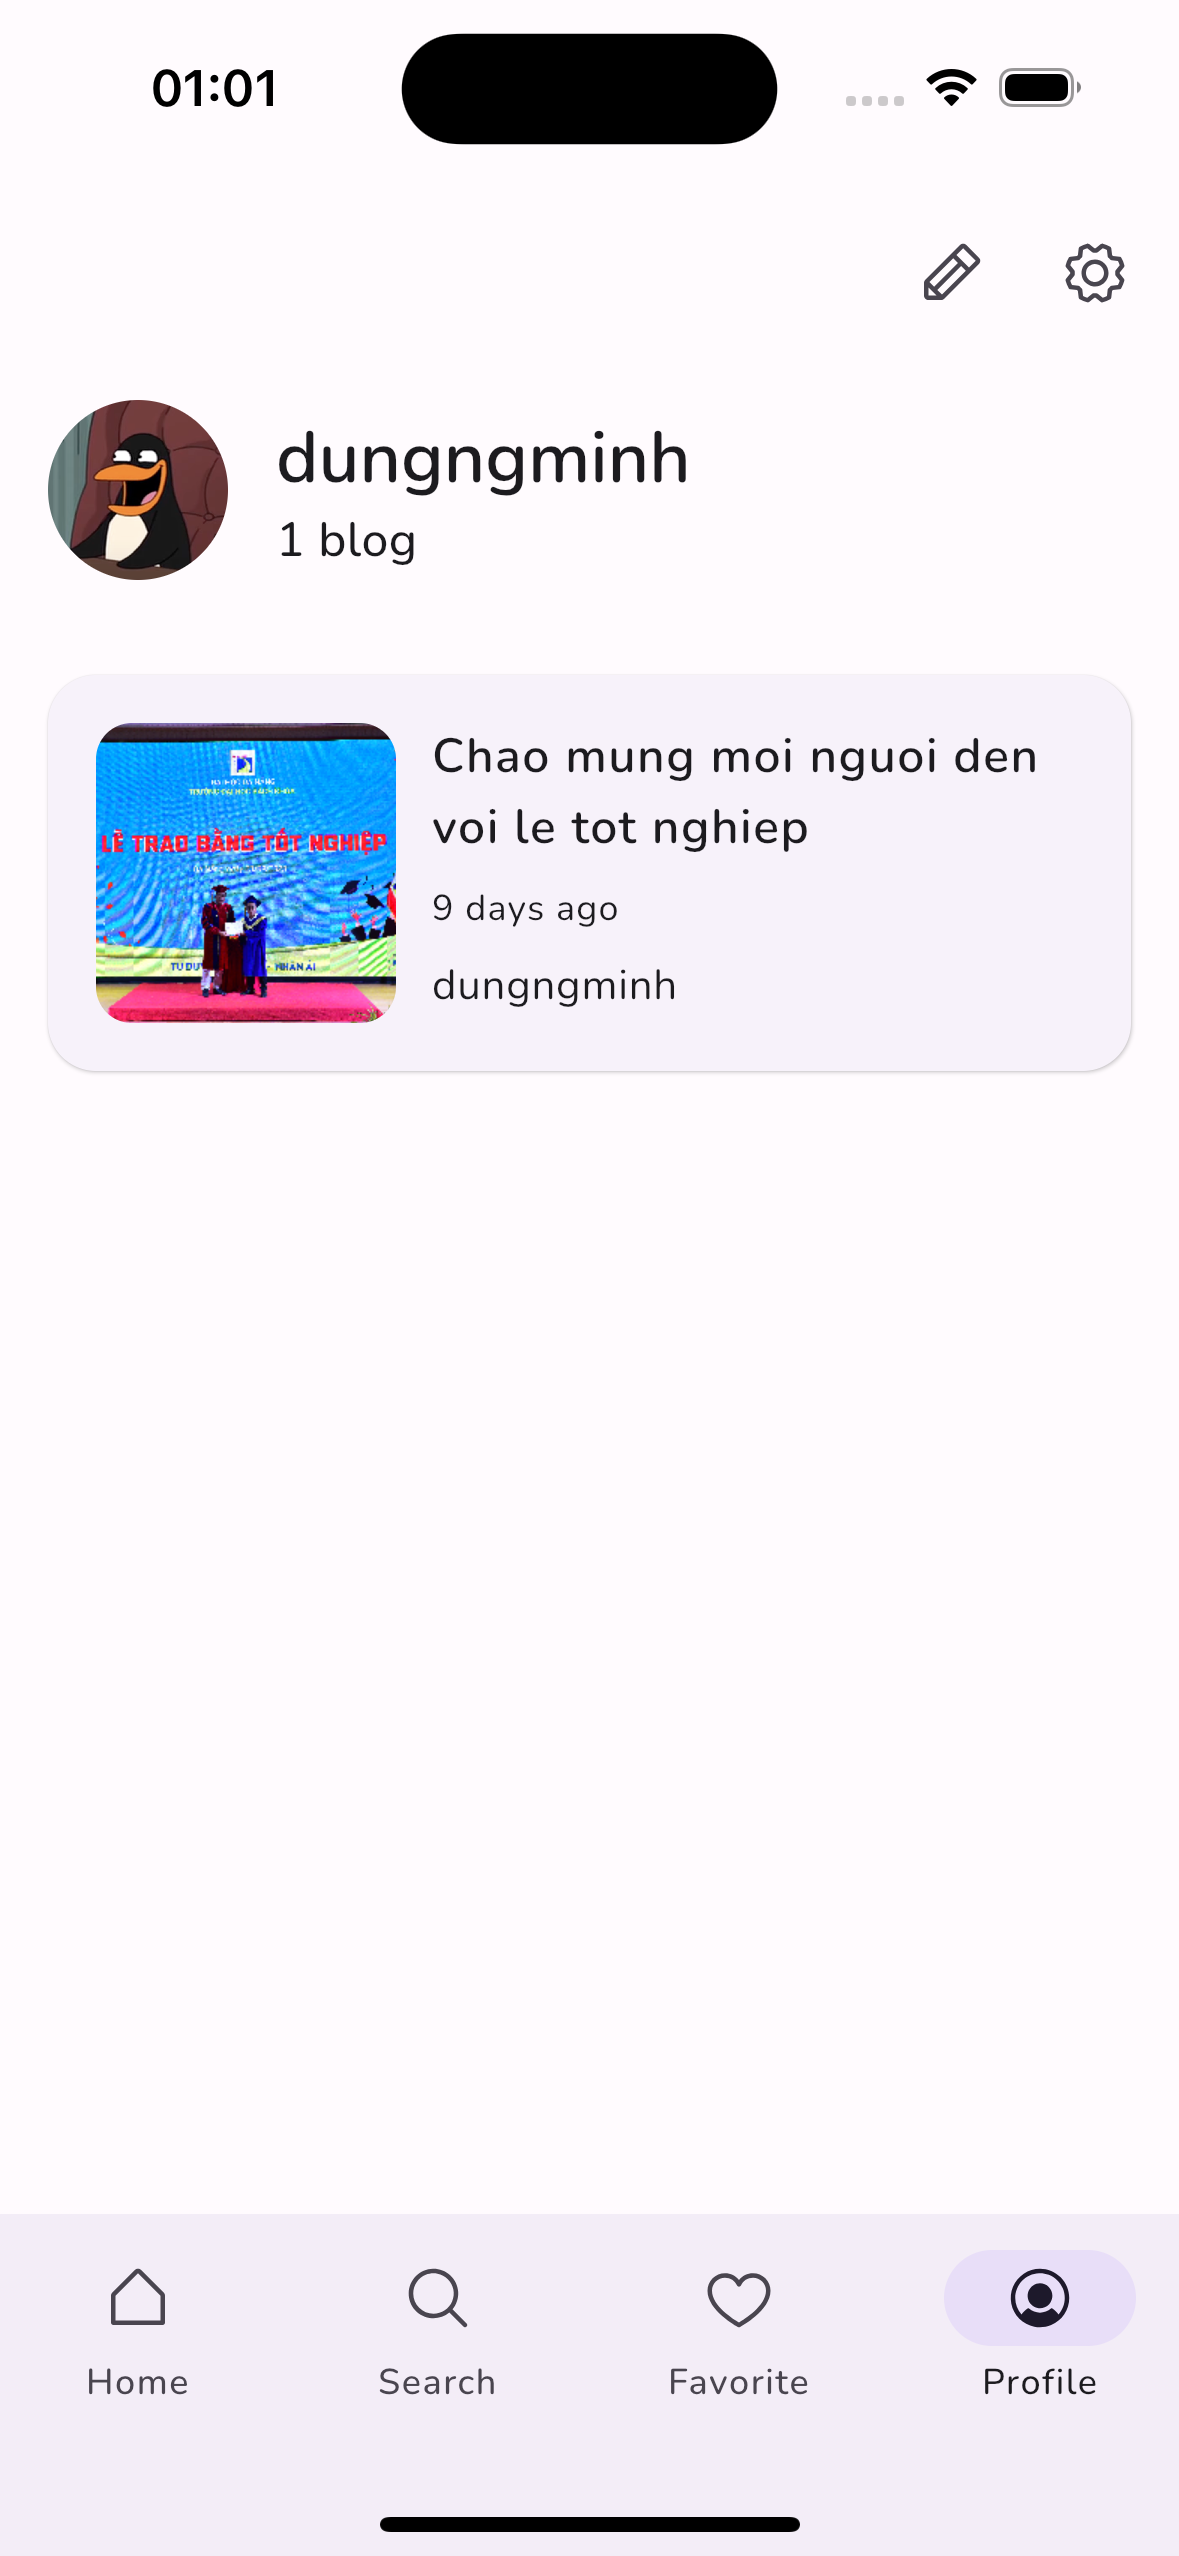 01:01
dungngminh
1 blog
LỄ TRAO BẰNG TỐT NGHIỆP
Chao mung moi nguoi den
voi le tot nghiep
9 days ago
dungngminh
Home
Search
Favorite
Profile